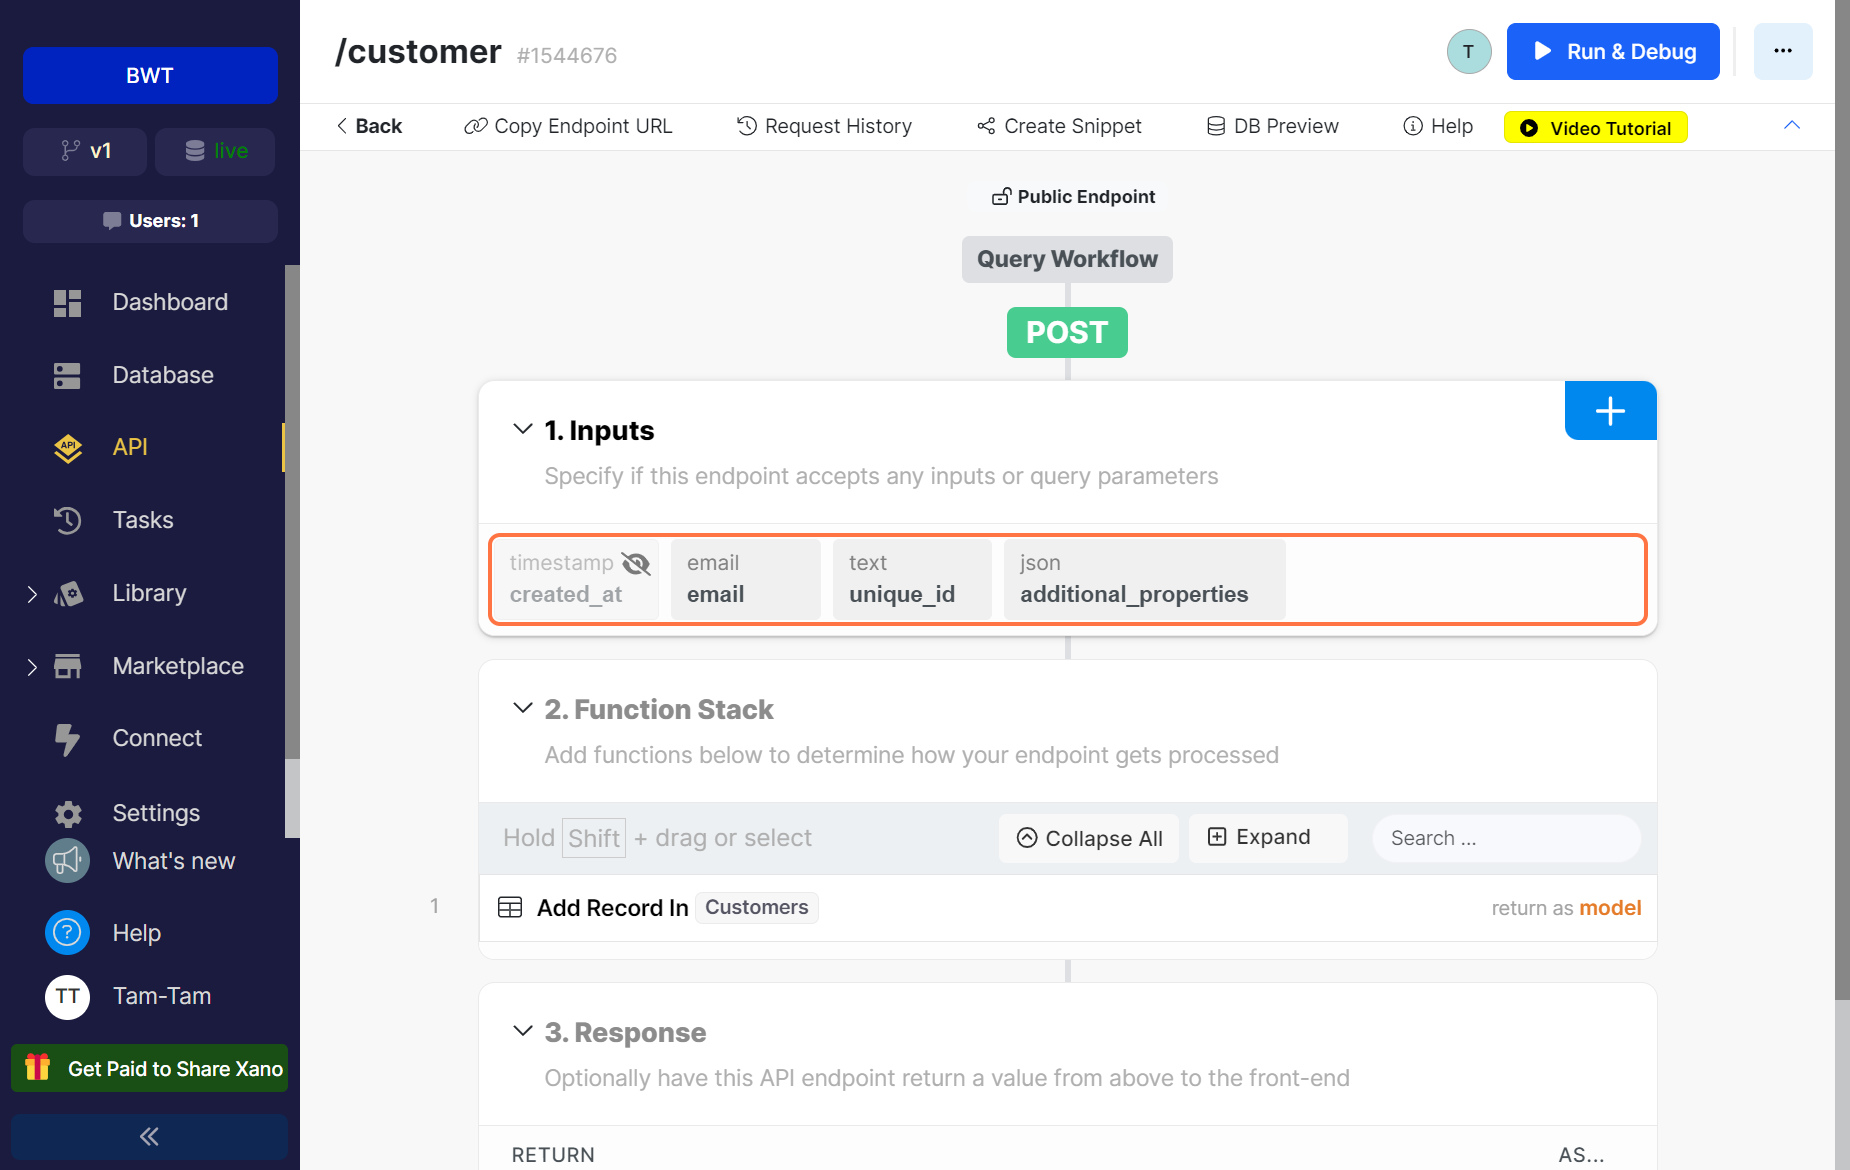 BWT
v1
live
Users: 1
Dashboard
Database
API
API
Tasks
Library
Marketplace
Connect
Settings
What's new
?
Help
TT
Tam-Tam
Get Paid to Share Xano
/customer #1544676
T
Run & Debug
...
Back
Copy Endpoint URL
Request History
Create Snippet
DB Preview
Help
Video Tutorial
Public Endpoint
Query Workflow
POST
1. Inputs
Specify if this endpoint accepts any inputs or query parameters
timestamp
created_at
email
email
text
unique_id
json
additional_properties
2. Function Stack
Add functions below to determine how your endpoint gets processed
Hold Shift + drag or select
Collapse All
Expand
Search ...
1
Add Record In Customers
return as model
3. Response
Optionally have this API endpoint return a value from above to the front-end
RETURN
AS...